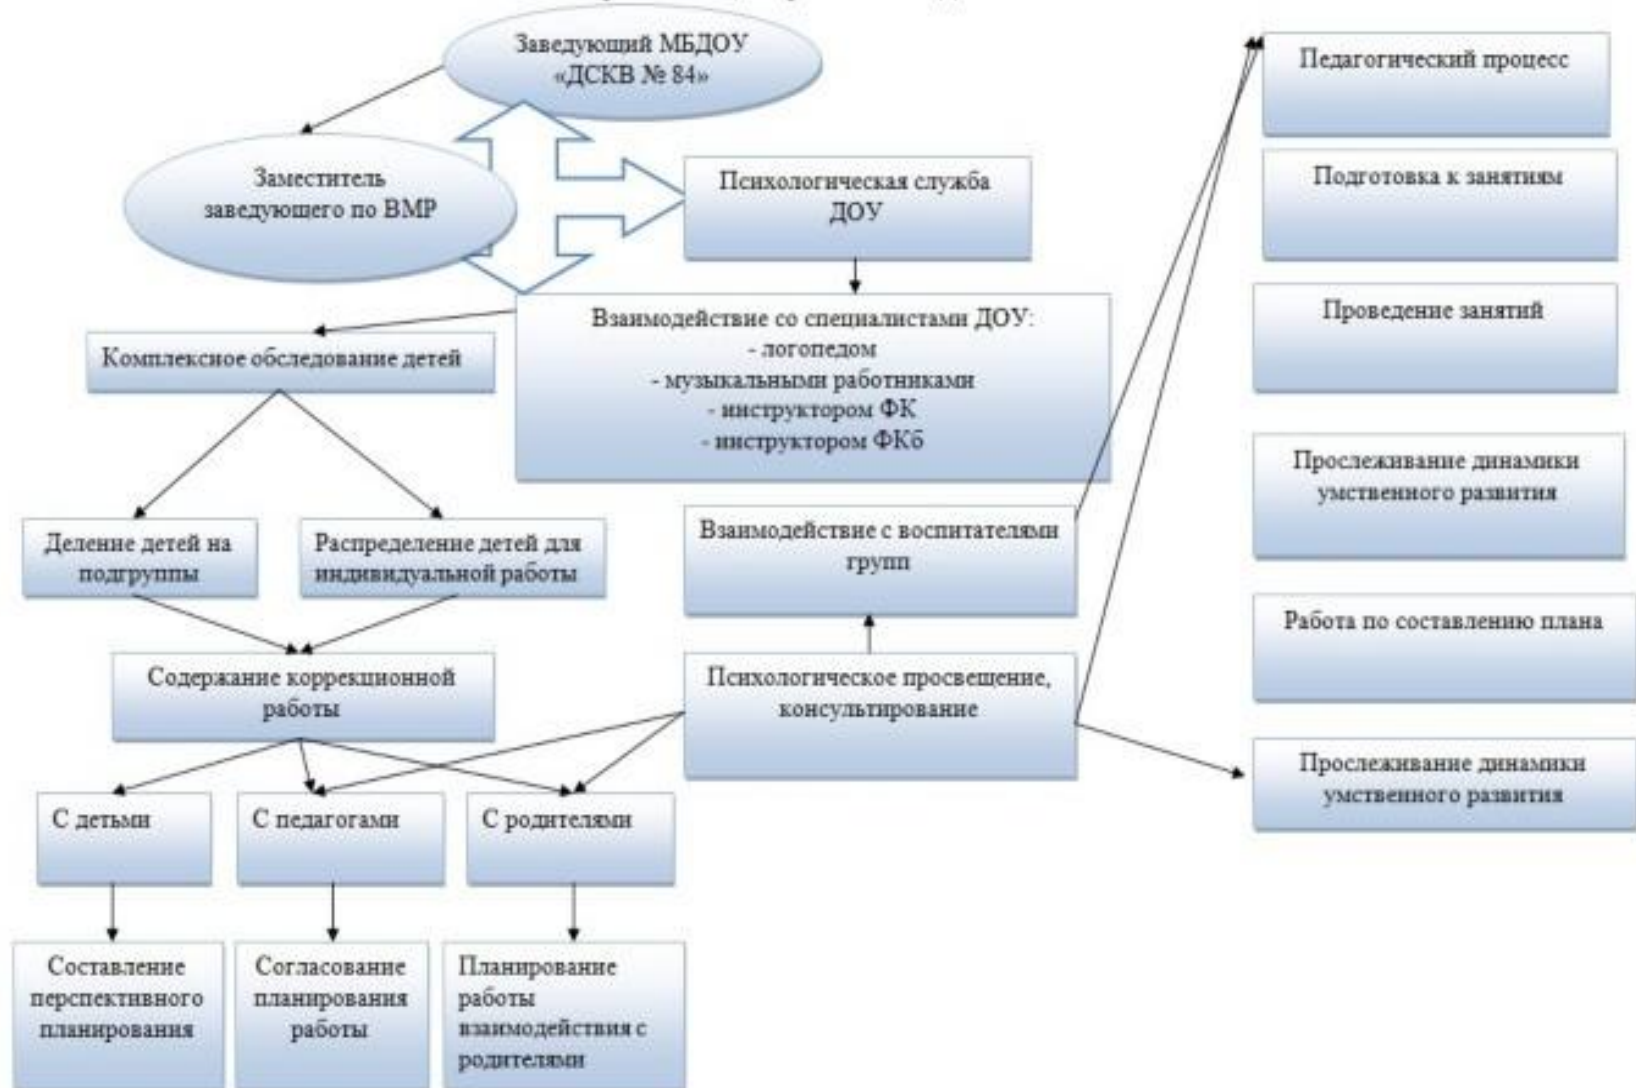 Заведующий МБДОУ
«ДСКВ № 84»
Заместитель
заведующего по ВМР
Психологическая служба
ДОУ
Взаимодействие со специалистами ДОУ:
- логопедом
- музыкальными работниками
- инструктором ФК
- инструктором ФКб
Комплексное обследование детей
Деление детей на
подгруппы
Распределение детей для
индивидуальной работы
Взаимодействие с воспитателями
групп
Содержание коррекционной
работы
Психологическое просвещение,
консультирование
С детьми
С педагогами
С родителями
Составление
перспективного
планирования
Согласование
планирования
работы
Планирование
работы
взаимодействия с
родителями
Педагогический процесс
Подготовка к занятиям
Проведение занятий
Прослеживание динамики
умственного развития
Работа по составлению плана
Прослеживание динамики
умственного развития